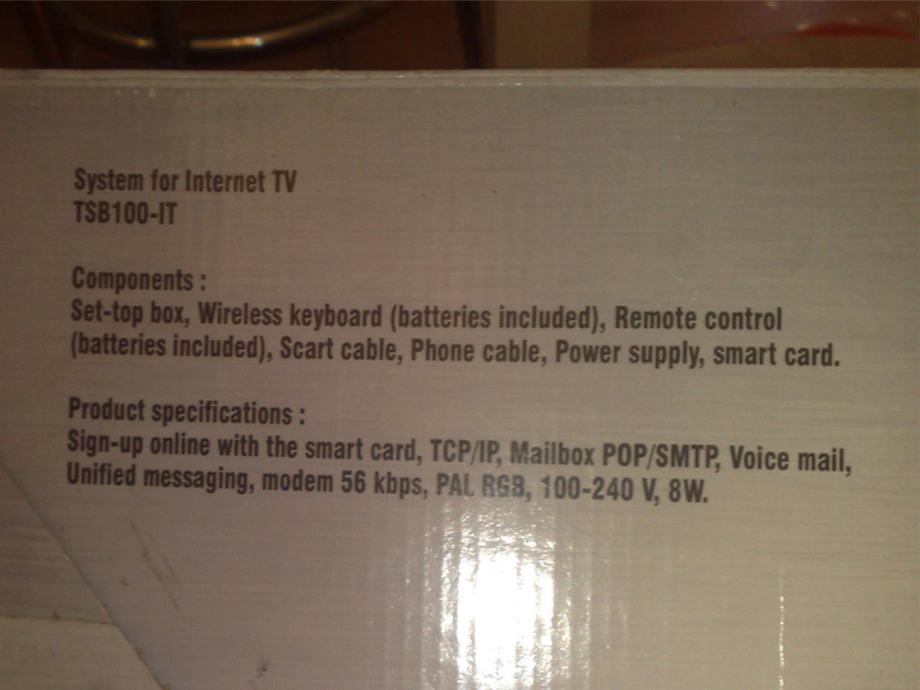 System for Internet TV
TSB100-IT
Components :
Set-top box, Wireless keyboard (batteries included), Remote control
(batteries included), Scart cable, Phone cable, Power supply, smart card.
Product specifications :
Sign-up online with the smart card, TCP/IP, Mailbox POP/SMTP, Voice mail,
Unified messaging, modem 56 kbps, PAL RGB, 100-240 V, 8W.